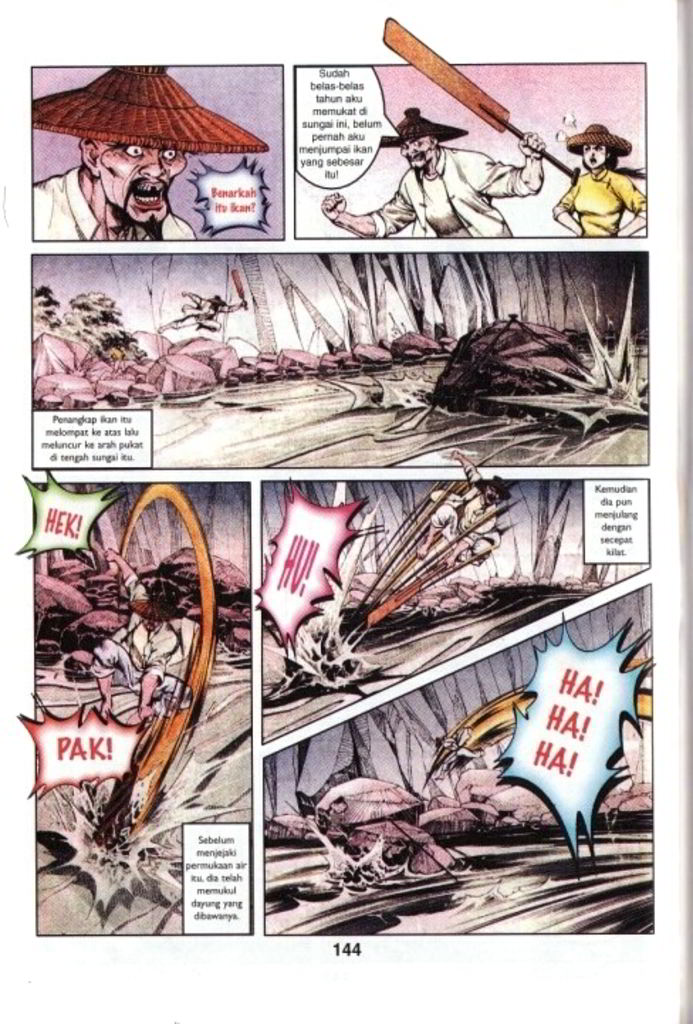 Benarkah
itu ikan?
Sudah
belas-belas
tahun aku
memukat di
sungai ini, belum
pernah aku
menjumpai ikan
yang sebesar
itu!
Penangkap ikan itu
melompat ke atas lalu
meluncur ke arah pukat
di tengah sungai itu.
HEK!
PAK!
Sebelum
menjejaki
permukaan air
itu, dia telah
memukul
dayung yang
dibawanya.
HU!
Kemudian
dia pun
menjulang
dengan
secepat
kilat.
HA!
HA!
HA!
144